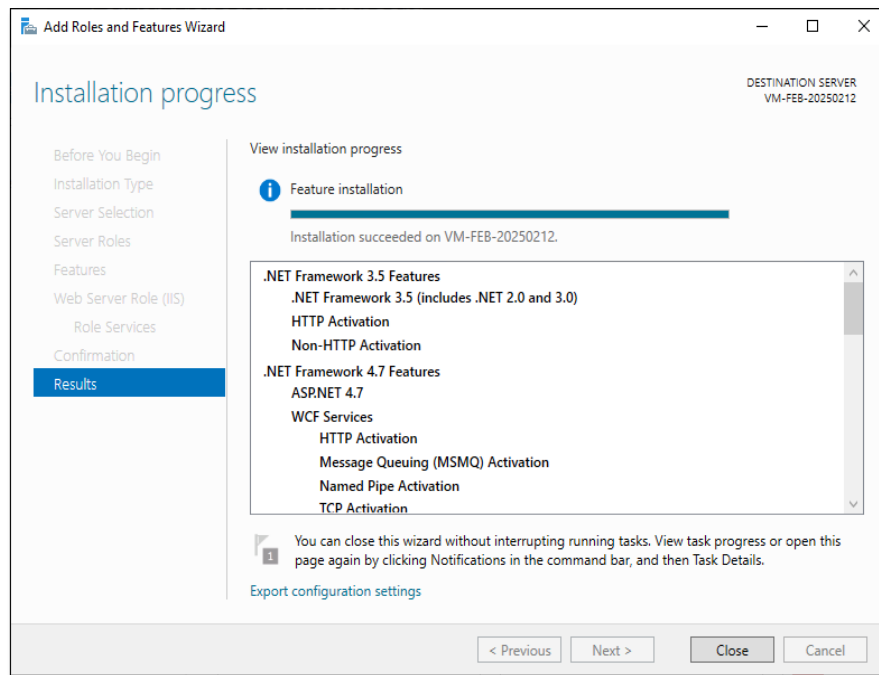 Add Roles and Features Wizard
Installation progress
DESTINATION SERVER
VM-FEB-20250212
Before You Begin
Installation Type
Server Selection
Server Roles
Features
Web Server Role (IIS)
Role Services
Confirmation
Results
View installation progress
Feature installation
Installation succeeded on VM-FEB-20250212.
.NET Framework 3.5 Features
.NET Framework 3.5 (includes .NET 2.0 and 3.0)
HTTP Activation
Non-HTTP Activation
.NET Framework 4.7 Features
ASP.NET 4.7
WCF Services
HTTP Activation
Message Queuing (MSMQ) Activation
Named Pipe Activation
TCP Activation
1
You can close this wizard without interrupting running tasks. View task progress or open this
page again by clicking Notifications in the command bar, and then Task Details.
Export configuration settings
< Previous
Next >
Close
Cancel